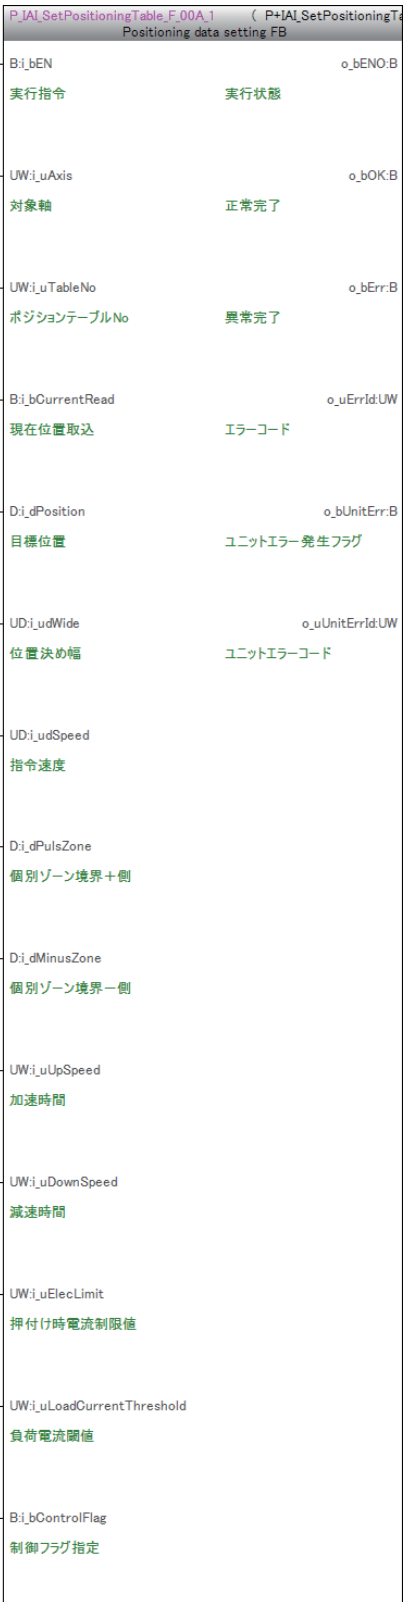 P_IAI_SetPositioningTable_F_00A_1 ( P+IAI_SetPositioningTa
Positioning data setting FB
B:i_bEN o_bENO:B
実行指令 実行状態
UW:i_uAxis o_bOK:B
対象軸 正常完了
UW:i_uTableNo o_bErr:B
ポジションテーブルNo 異常完了
B:i_bCurrentRead o_uErrId:UW
現在位置取込 エラーコード
D:i_dPosition o_bUnitErr:B
目標位置 ユニットエラー発生フラグ
UD:i_udWide o_uUnitErrId:UW
位置決め幅 ユニットエラーコード
UD:i_udSpeed
指令速度
D:i_dPulsZone
個別ゾーン境界＋側
D:i_dMinusZone
個別ゾーン境界－側
UW:i_uUpSpeed
加速時間
UW:i_uDownSpeed
減速時間
UW:i_uElecLimit
押付け時電流制限値
UW:i_uLoadCurrentThreshold
負荷電流閾値
B:i_bControlFlag
制御フラグ指定